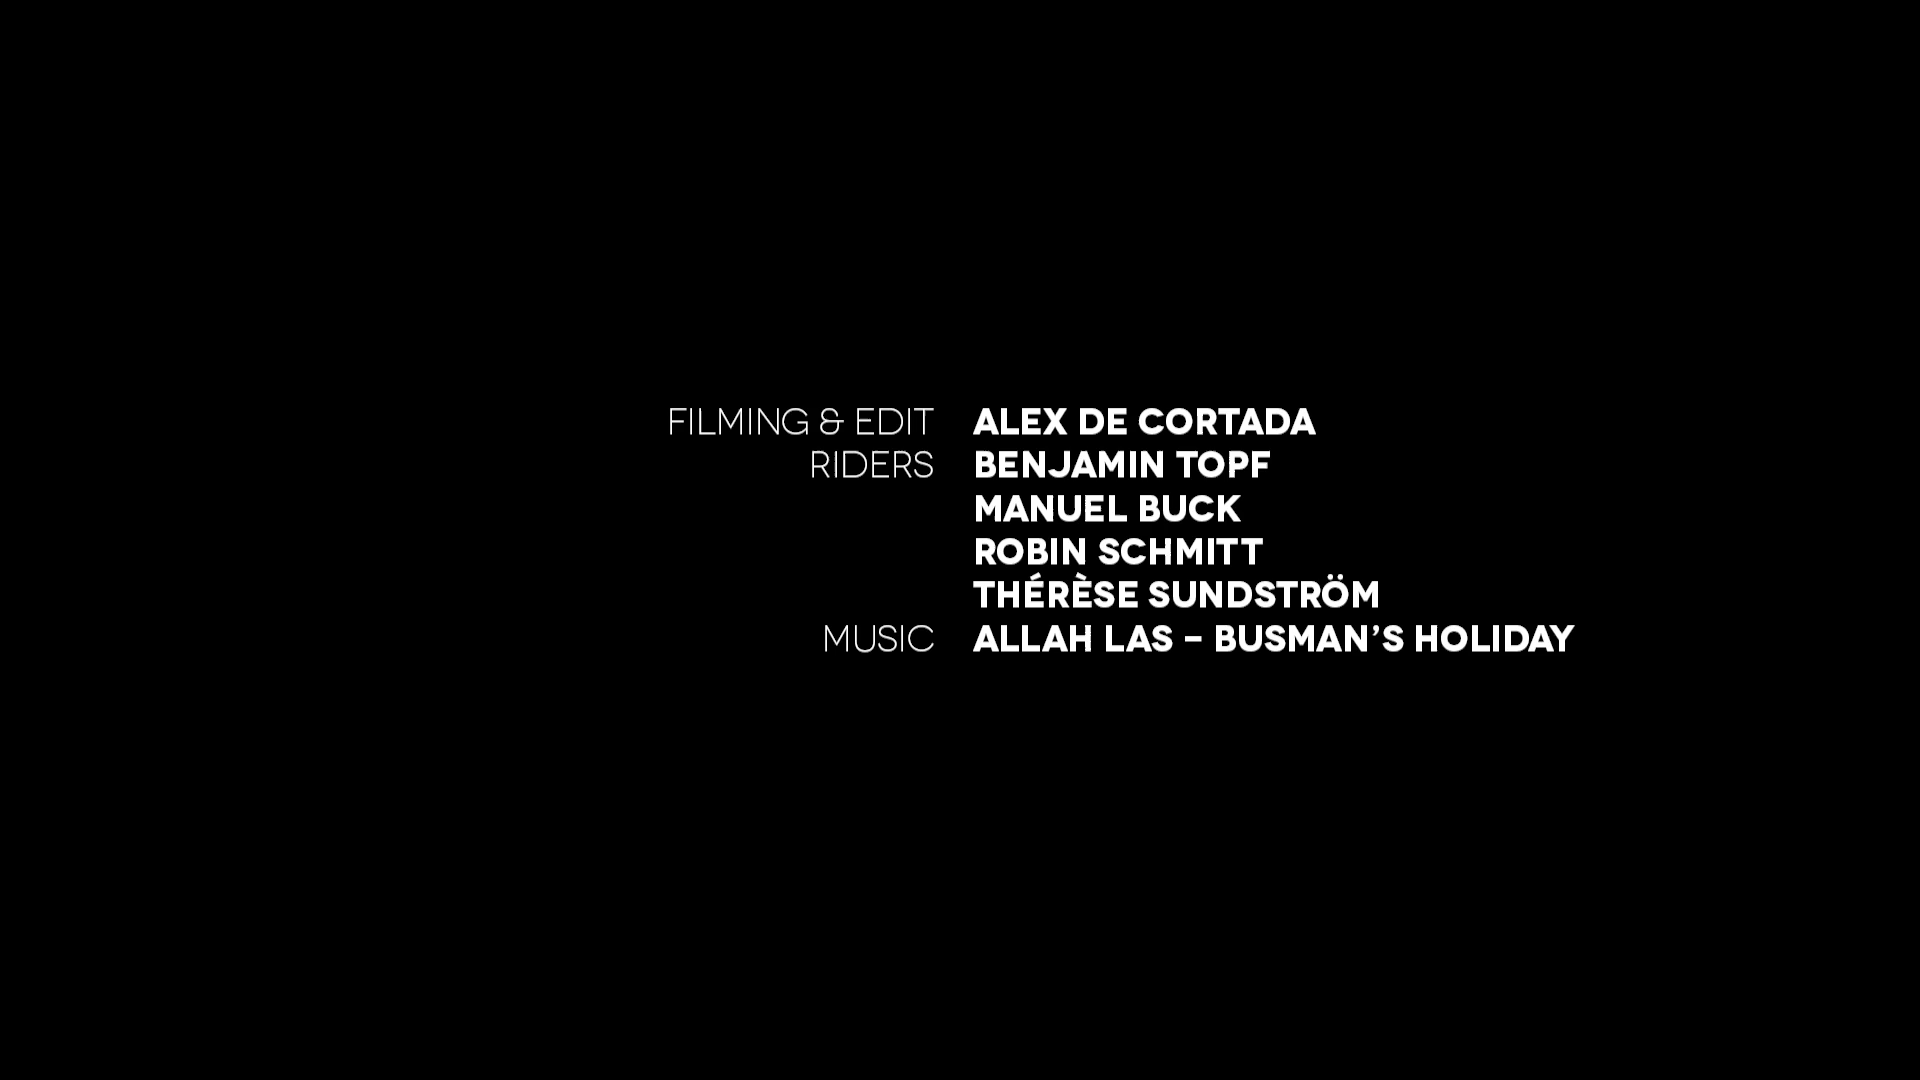 FILMING & EDIT ALEX DE CORTADA
RIDERS BENJAMIN TOPF
MANUEL BUCK
ROBIN SCHMITT
THÉRÈSE SUNDSTRÖM
MUSIC ALLAH LAS – BUSMAN’S HOLIDAY